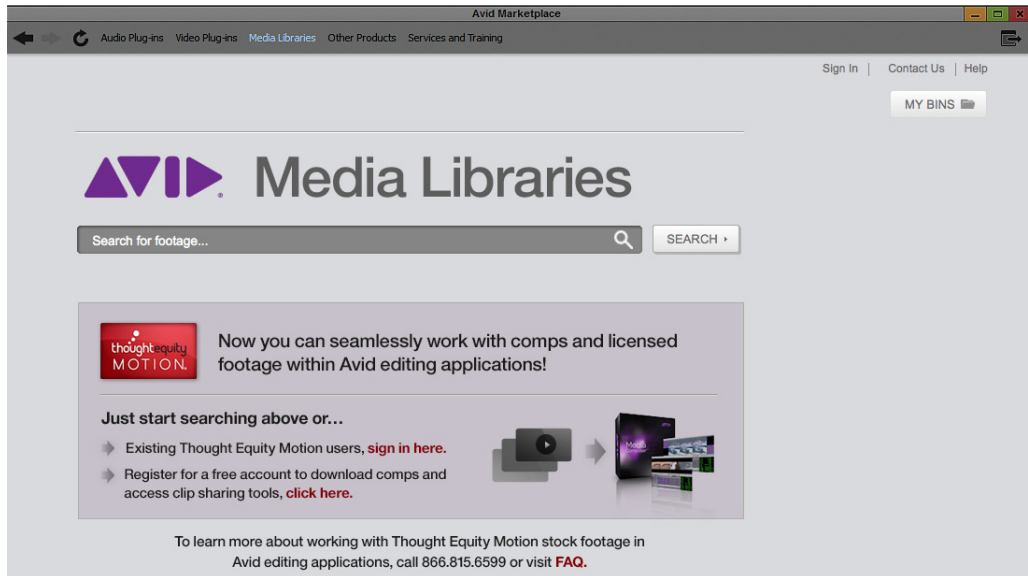 Avid Marketplace
Audio Plug-ins Video Plug-ins Media Libraries Other Products Services and Training
Sign In | Contact Us | Help
MY BINS
AVID Media Libraries
Search for footage...
SEARCH
thoughtequity
MOTION.
Now you can seamlessly work with comps and licensed
footage within Avid editing applications!
Just start searching above or...
Existing Thought Equity Motion users, sign in here.
Register for a free account to download comps and
access clip sharing tools, click here.
Media
To learn more about working with Thought Equity Motion stock footage in
Avid editing applications, call 866.815.6599 or visit FAQ.